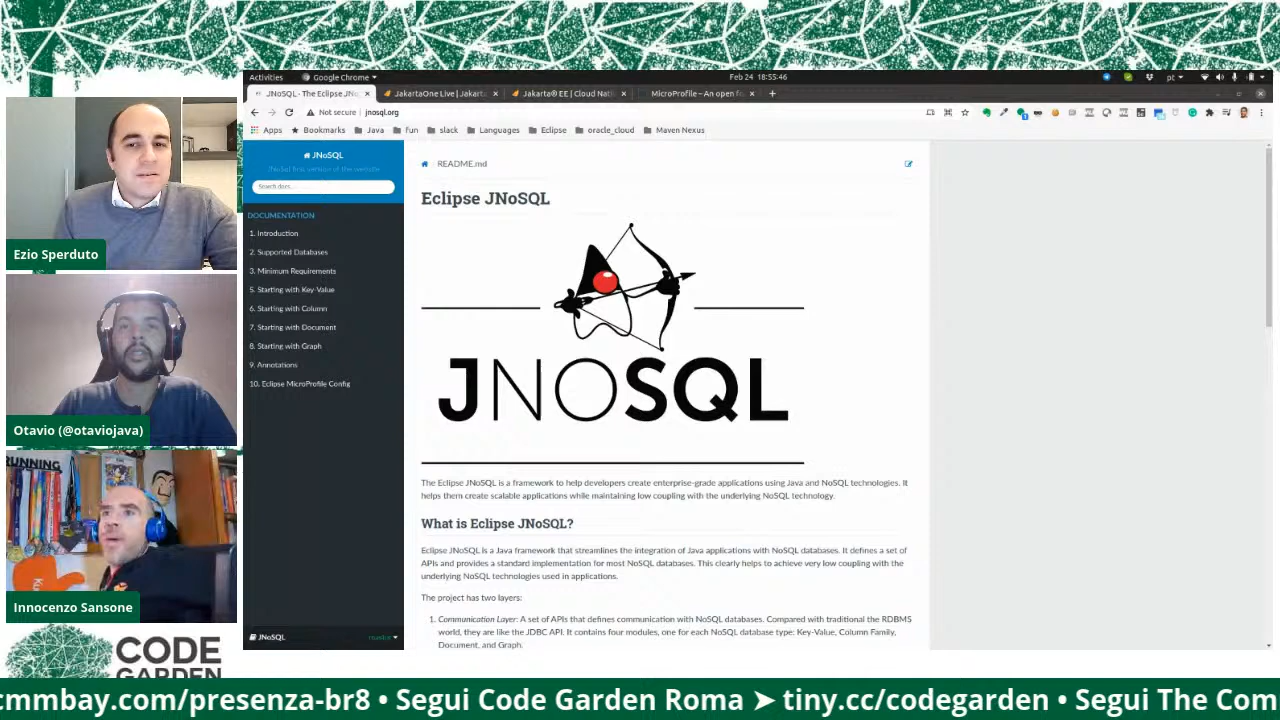 Activities
Google Chrome
Feb 24 18:55:46
pt
JNoSQL - The Eclipse JNo
JakartaOne Live | Jakarta
Jakarta® EE | Cloud Nati
MicroProfile – An open fo
Not secure | jnosql.org
Apps
Bookmarks
Java
fun
slack
Languages
Eclipse
oracle_cloud
Maven Nexus
JNoSQL
Search docs...
DOCUMENTATION
1. Introduction
2. Supported Databases
3. Minimum Requirements
5. Starting with Key-Value
6. Starting with Column
7. Starting with Document
8. Starting with Graph
9. Annotations
10. Eclipse MicroProfile Config
JNoSQL
README.md
Eclipse JNoSQL
JNOSQL
The Eclipse JNoSQL is a framework to help developers create enterprise-grade applications using Java and NoSQL technologies. It
helps them create scalable applications while maintaining low coupling with the underlying NoSQL technology.
What is Eclipse JNoSQL?
Eclipse JNoSQL is a Java framework that streamlines the integration of Java applications with NoSQL databases. It defines a set of
APIs and provides a standard implementation for most NoSQL databases. This clearly helps to achieve very low coupling with the
underlying NoSQL technologies used in applications.
The project has two layers:
1. Communication Layer: A set of APIs that defines communication with NoSQL databases. Compared with traditional the RDBMS
world, they are like the JDBC API. It contains four modules, one for each NoSQL database type: Key-Value, Column Family,
Document, and Graph.
Ezio Sperduto
Otavio (@otaviojava)
RUNNING
Innocenzo Sansone
CODE
GARDEN
cmmbay.com/presenza-br8 • Segui Code Garden Roma ➤ tiny.cc/codegarden • Segui The Com